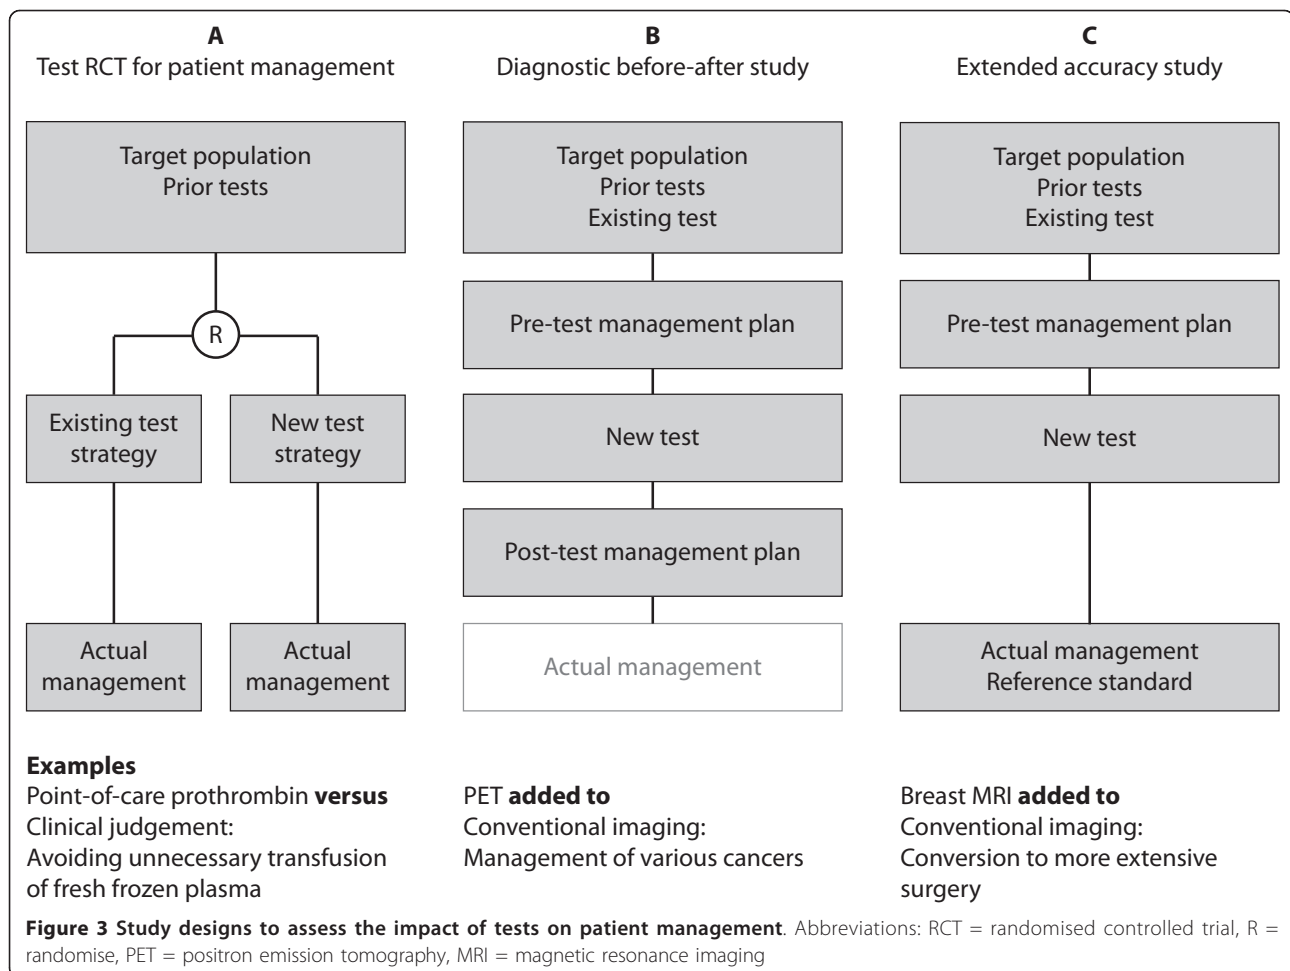 A
Test RCT for patient management
Target population
Prior tests
R
Existing test
strategy
New test
strategy
Actual
management
Actual
management
Examples
Point-of-care prothrombin versus
Clinical judgement:
Avoiding unnecessary transfusion
of fresh frozen plasma
B
Diagnostic before-after study
Target population
Prior tests
Existing test
Pre-test management plan
New test
Post-test management plan
Actual management
PET added to
Conventional imaging:
Management of various cancers
C
Extended accuracy study
Target population
Prior tests
Existing test
Pre-test management plan
New test
Actual management
Reference standard
Breast MRI added to
Conventional imaging:
Conversion to more extensive
surgery
Figure 3 Study designs to assess the impact of tests on patient management. Abbreviations: RCT = randomised controlled trial, R =
randomise, PET = positron emission tomography, MRI = magnetic resonance imaging